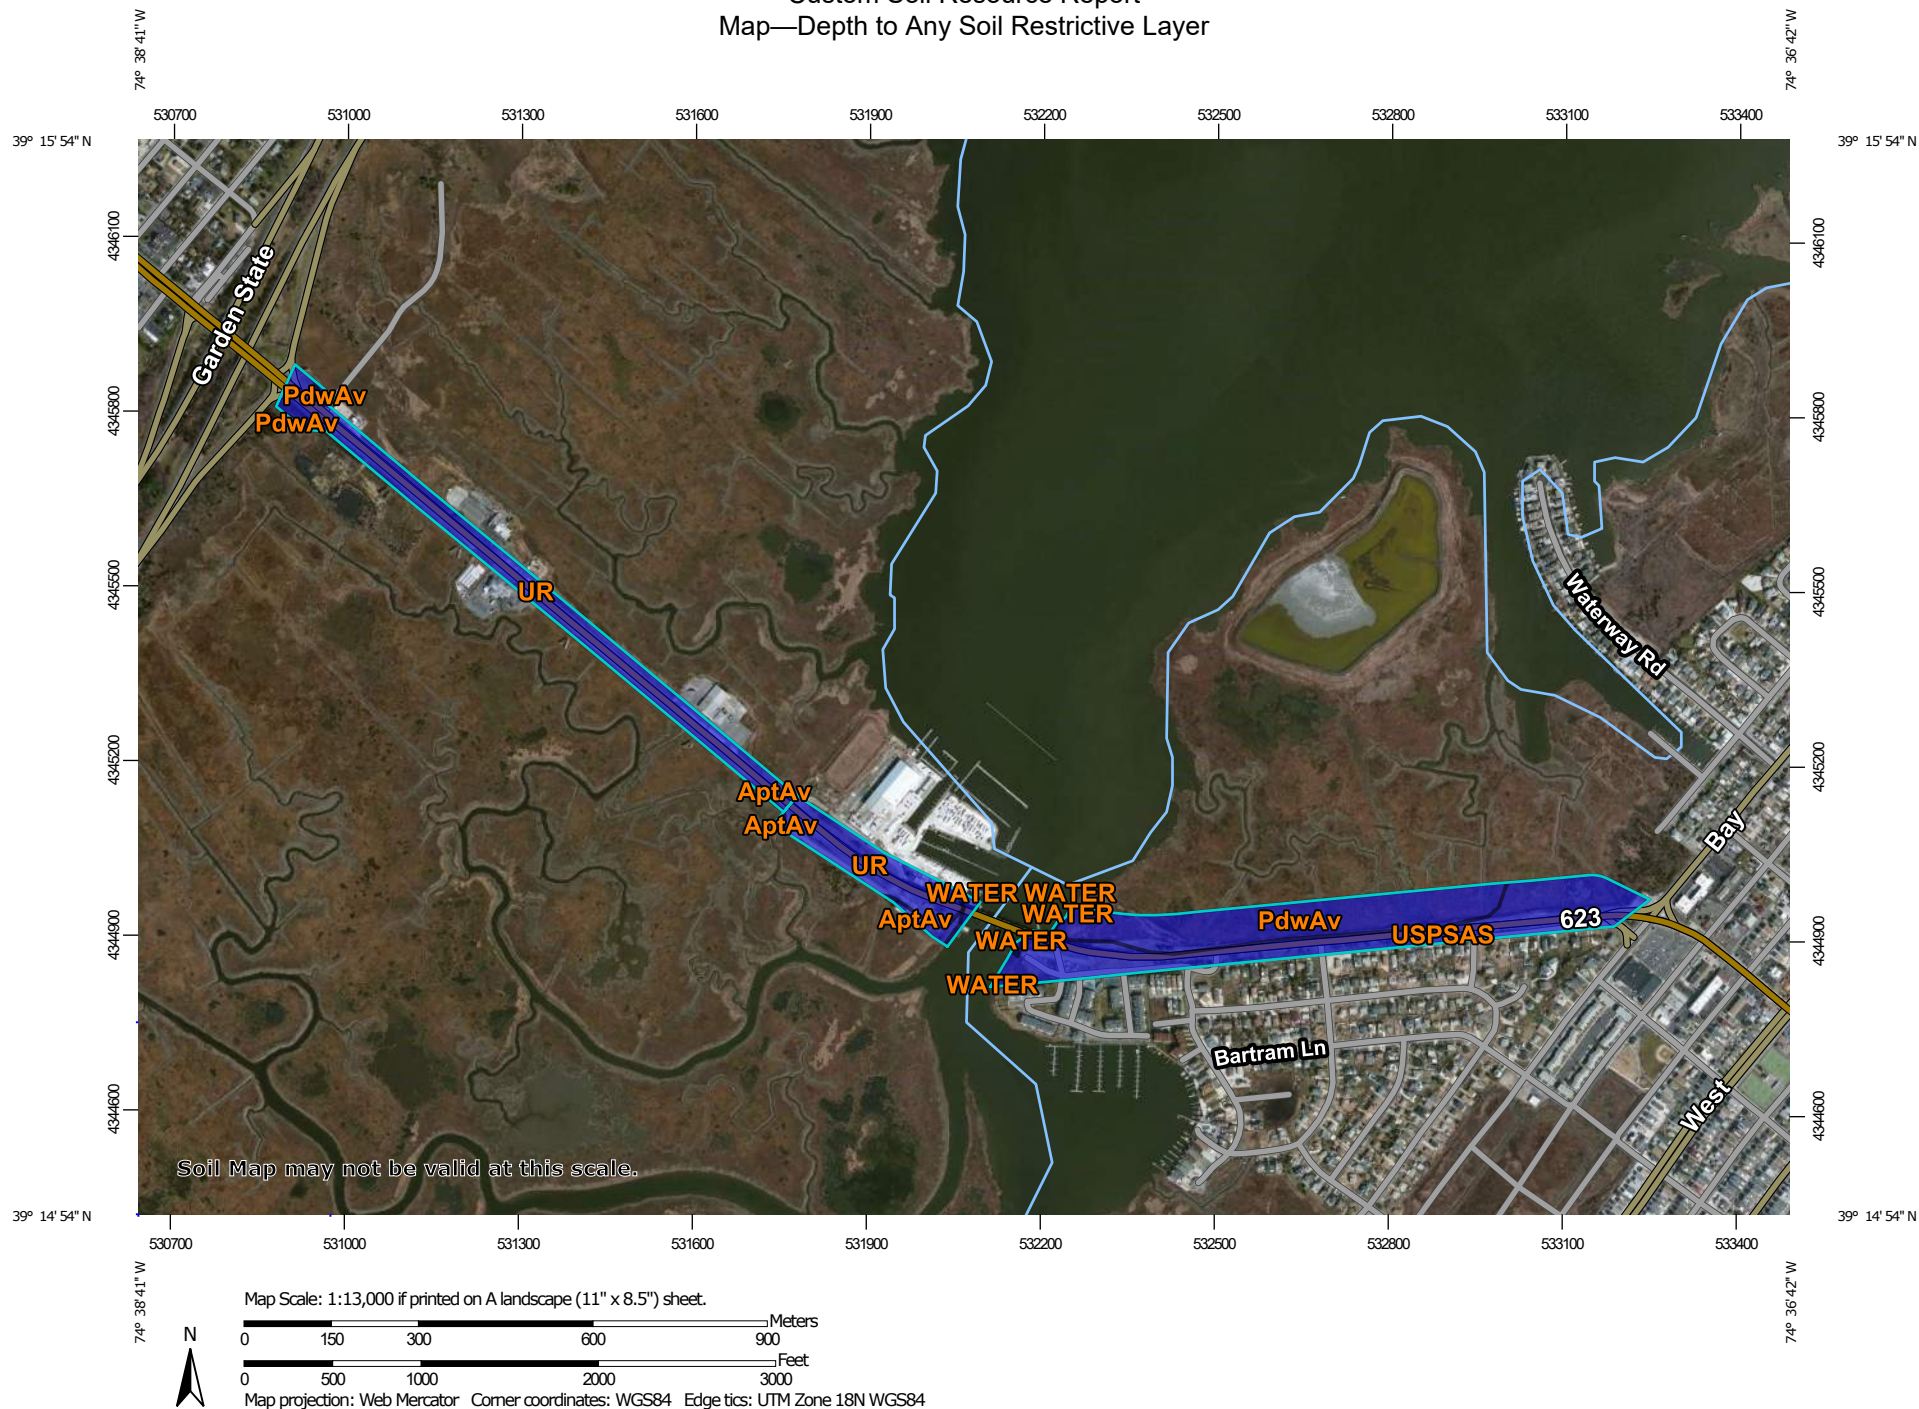 Custom Soil Resource Report
Map—Depth to Any Soil Restrictive Layer
74° 38' 41" W
74° 36' 42" W
530700 531000 531300 531600 531900 532200 532500 532800 533100 533400
39° 15' 54" N
39° 15' 54" N
4346100
4346100
Garden State
PdwAv
PdwAv
4345800
4345800
4345500
4345500
UR
Waterway Rd
4345200
4345200
AptAv
AptAv
Bay
UR
WATER WATER
WATER
AptAv
PdwAv
623
USPSAS
WATER
4344900
4344900
WATER
Bartram Ln
West
4344600
4344600
Soil Map may not be valid at this scale.
39° 14' 54" N
39° 14' 54" N
530700 531000 531300 531600 531900 532200 532500 532800 533100 533400
74° 38' 41" W
74° 36' 42" W
Map Scale: 1:13,000 if printed on A landscape (11" x 8.5") sheet.
Meters
N
0 150 300 600 900
Feet
0 500 1000 2000 3000
Map projection: Web Mercator Corner coordinates: WGS84 Edge tics: UTM Zone 18N WGS84